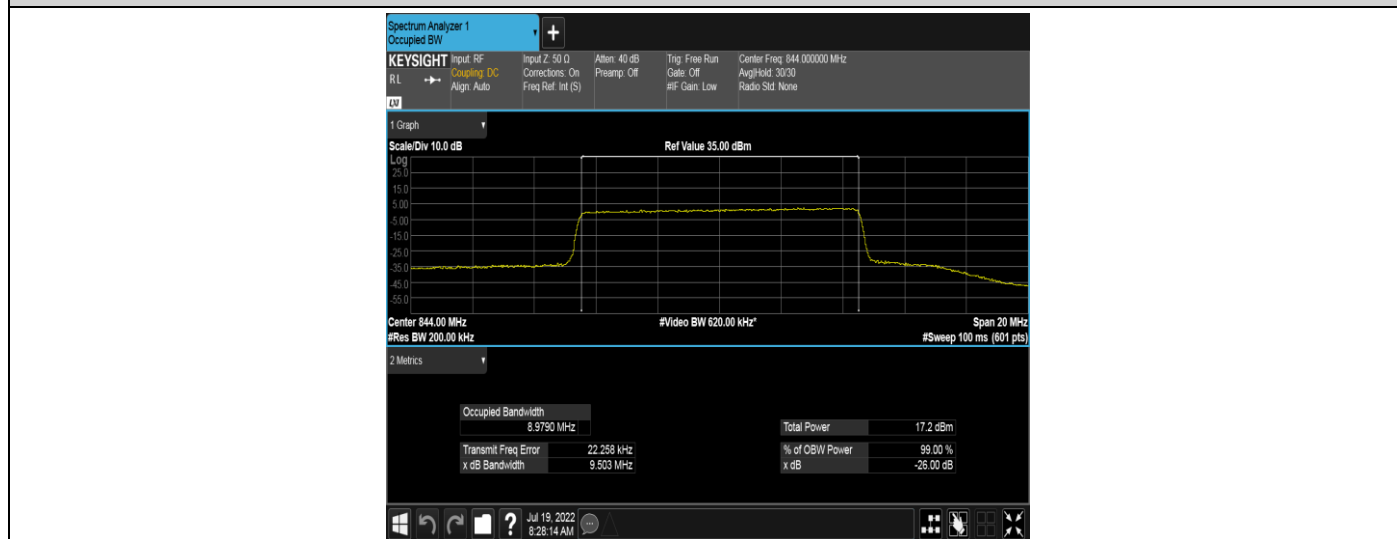 Spectrum Analyzer 1
Occupied BW
+
KEYSIGHT
RL
LXI
Input: RF
Coupling: DC
Align: Auto
Input Z: 50 Ω
Corrections: On
Freq Ref: Int (S)
Atten: 40 dB
Preamp: Off
Trig: Free Run
Gate: Off
#IF Gain: Low
Center Freq: 844.000000 MHz
Avg|Hold: 30/30
Radio Std: None
1 Graph
Scale/Div 10.0 dB
Ref Value 35.00 dBm
Log
25.0
15.0
5.00
-5.00
-15.0
-25.0
-35.0
-45.0
-55.0
Center 844.00 MHz
#Video BW 620.00 kHz*
Span 20 MHz
#Res BW 200.00 kHz
#Sweep 100 ms (601 pts)
2 Metrics
Occupied Bandwidth
8.9790 MHz
Total Power 17.2 dBm
Transmit Freq Error 22.258 kHz
% of OBW Power 99.00 %
x dB Bandwidth 9.503 MHz
x dB -26.00 dB
?
Jul 19, 2022
8:28:14 AM